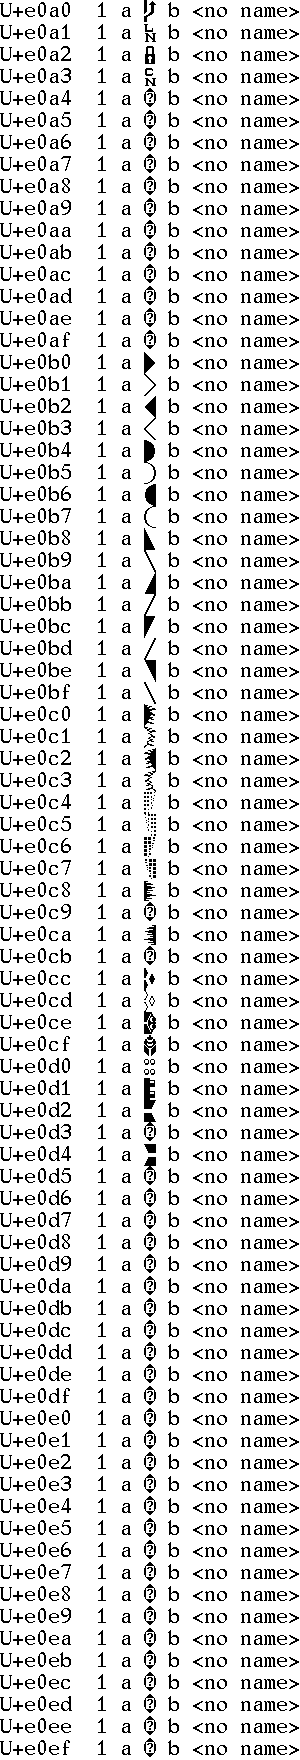 U+e0a0 1 a  b <no name>
U+e0a1 1 a  b <no name>
U+e0a2 1 a  b <no name>
U+e0a3 1 a  b <no name>
U+e0a4 1 a � b <no name>
U+e0a5 1 a � b <no name>
U+e0a6 1 a � b <no name>
U+e0a7 1 a � b <no name>
U+e0a8 1 a � b <no name>
U+e0a9 1 a � b <no name>
U+e0aa 1 a � b <no name>
U+e0ab 1 a � b <no name>
U+e0ac 1 a � b <no name>
U+e0ad 1 a � b <no name>
U+e0ae 1 a � b <no name>
U+e0af 1 a � b <no name>
U+e0b0 1 a  b <no name>
U+e0b1 1 a  b <no name>
U+e0b2 1 a  b <no name>
U+e0b3 1 a  b <no name>
U+e0b4 1 a  b <no name>
U+e0b5 1 a  b <no name>
U+e0b6 1 a  b <no name>
U+e0b7 1 a  b <no name>
U+e0b8 1 a  b <no name>
U+e0b9 1 a  b <no name>
U+e0ba 1 a  b <no name>
U+e0bb 1 a  b <no name>
U+e0bc 1 a  b <no name>
U+e0bd 1 a  b <no name>
U+e0be 1 a  b <no name>
U+e0bf 1 a  b <no name>
U+e0c0 1 a  b <no name>
U+e0c1 1 a  b <no name>
U+e0c2 1 a  b <no name>
U+e0c3 1 a  b <no name>
U+e0c4 1 a  b <no name>
U+e0c5 1 a  b <no name>
U+e0c6 1 a  b <no name>
U+e0c7 1 a  b <no name>
U+e0c8 1 a  b <no name>
U+e0c9 1 a � b <no name>
U+e0ca 1 a  b <no name>
U+e0cb 1 a � b <no name>
U+e0cc 1 a  b <no name>
U+e0cd 1 a  b <no name>
U+e0ce 1 a  b <no name>
U+e0cf 1 a  b <no name>
U+e0d0 1 a  b <no name>
U+e0d1 1 a  b <no name>
U+e0d2 1 a  b <no name>
U+e0d3 1 a � b <no name>
U+e0d4 1 a  b <no name>
U+e0d5 1 a � b <no name>
U+e0d6 1 a � b <no name>
U+e0d7 1 a � b <no name>
U+e0d8 1 a � b <no name>
U+e0d9 1 a � b <no name>
U+e0da 1 a � b <no name>
U+e0db 1 a � b <no name>
U+e0dc 1 a � b <no name>
U+e0dd 1 a � b <no name>
U+e0de 1 a � b <no name>
U+e0df 1 a � b <no name>
U+e0e0 1 a � b <no name>
U+e0e1 1 a � b <no name>
U+e0e2 1 a � b <no name>
U+e0e3 1 a � b <no name>
U+e0e4 1 a � b <no name>
U+e0e5 1 a � b <no name>
U+e0e6 1 a � b <no name>
U+e0e7 1 a � b <no name>
U+e0e8 1 a � b <no name>
U+e0e9 1 a � b <no name>
U+e0ea 1 a � b <no name>
U+e0eb 1 a � b <no name>
U+e0ec 1 a � b <no name>
U+e0ed 1 a � b <no name>
U+e0ee 1 a � b <no name>
U+e0ef 1 a � b <no name>